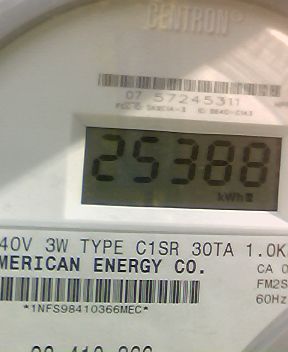 CENTRON®
07 57245311
25388
kWh
40V 3W TYPE C1SR 30TA 1.0K
MERICAN ENERGY CO.
CA 0
FM2S
60Hz
*1NFS98410366MEC*